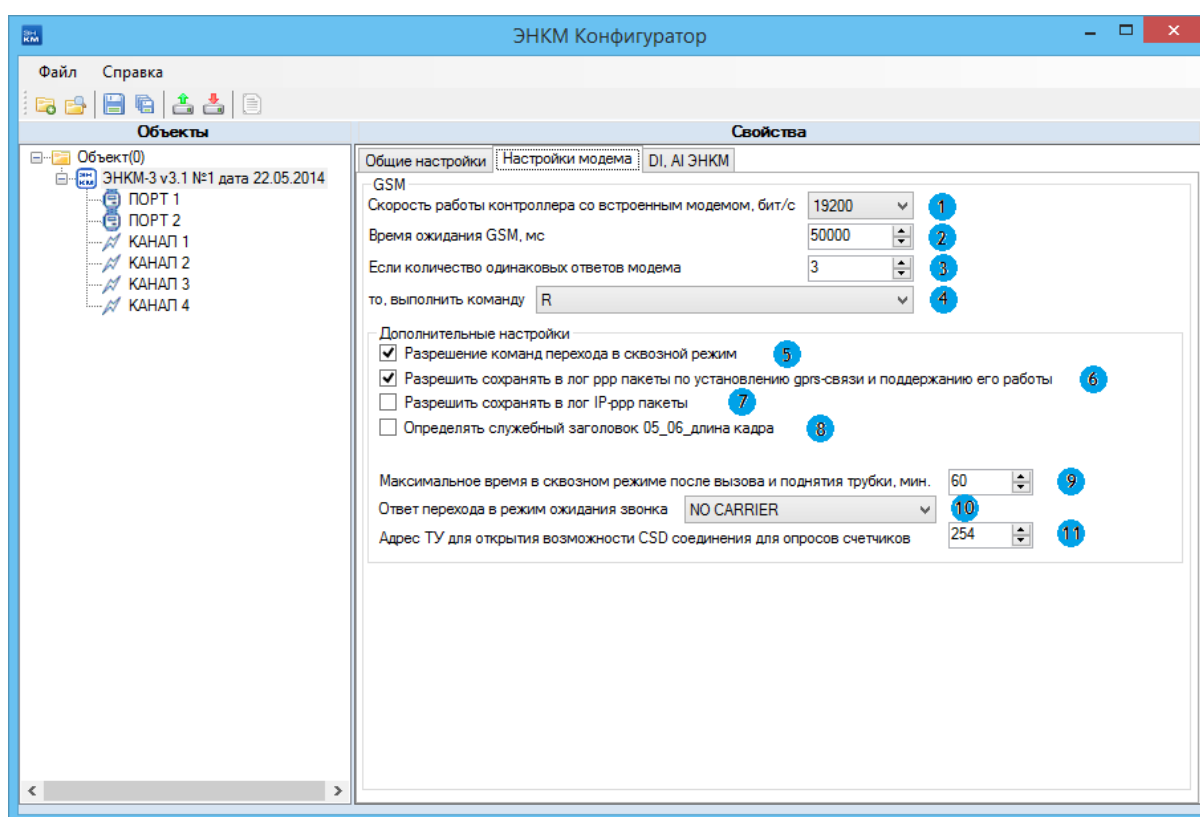 ЭНКМ Конфигуратор
Файл Справка
Объекты Свойства
Объект(0)
ЭНКМ-3 v3.1 №1 дата 22.05.2014
ПОРТ 1
ПОРТ 2
КАНАЛ 1
КАНАЛ 2
КАНАЛ 3
КАНАЛ 4
Общие настройки Настройки модема DI, AI ЭНКМ
GSM
Скорость работы контроллера со встроенным модемом, бит/с 19200 1
Время ожидания GSM, мс 50000 2
Если количество одинаковых ответов модема 3 3
то, выполнить команду R 4
Дополнительные настройки
Разрешение команд перехода в сквозной режим 5
Разрешить сохранять в лог ppp пакеты по установлению gprs-связи и поддержанию его работы 6
Разрешить сохранять в лог IP-ppp пакеты 7
Определять служебный заголовок 05_06_длина кадра 8
Максимальное время в сквозном режиме после вызова и поднятия трубки, мин. 60 9
Ответ перехода в режим ожидания звонка NO CARRIER 10
Адрес ТУ для открытия возможности CSD соединения для опросов счетчиков 254 11